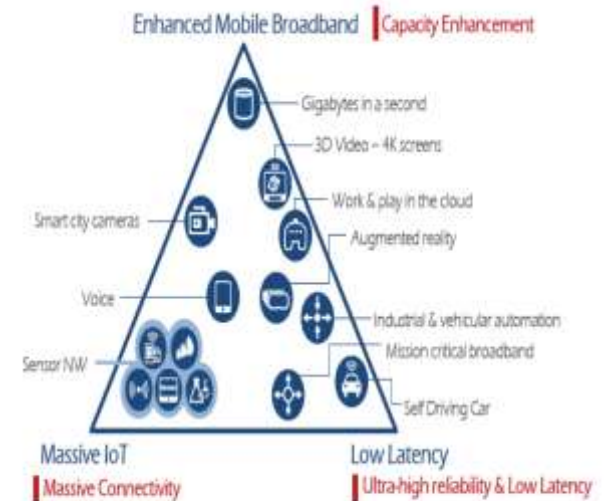 Enhanced Mobile Broadband
Capacity Enhancement
Gigabytes in a second
3D Video – 4K screens
Work & play in the cloud
Smart city cameras
Augmented reality
Voice
Industrial & vehicular automation
Mission critical broadband
Sensor NW
Self Driving Car
Massive IoT
Low Latency
Massive Connectivity
Ultra-high reliability & Low Latency